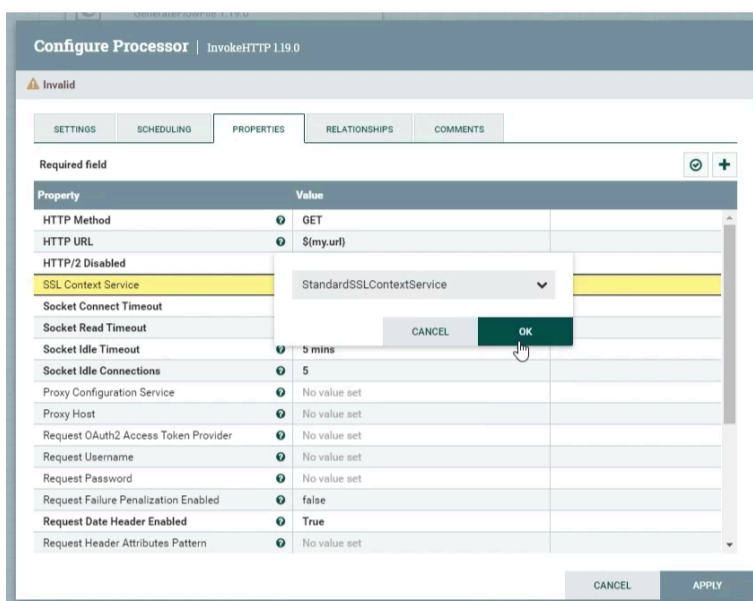 GenerateFlowFile 1.19.0
Configure Processor | InvokeHTTP 1.19.0
Invalid
SETTINGS SCHEDULING PROPERTIES RELATIONSHIPS COMMENTS
Required field
Property Value
HTTP Method GET
HTTP URL ${my.url}
HTTP/2 Disabled
SSL Context Service StandardSSLContextService
Socket Connect Timeout
Socket Read Timeout CANCEL OK
Socket Idle Timeout 5 mins
Socket Idle Connections 5
Proxy Configuration Service No value set
Proxy Host No value set
Request OAuth2 Access Token Provider No value set
Request Username No value set
Request Password No value set
Request Failure Penalization Enabled false
Request Date Header Enabled True
Request Header Attributes Pattern No value set
CANCEL APPLY